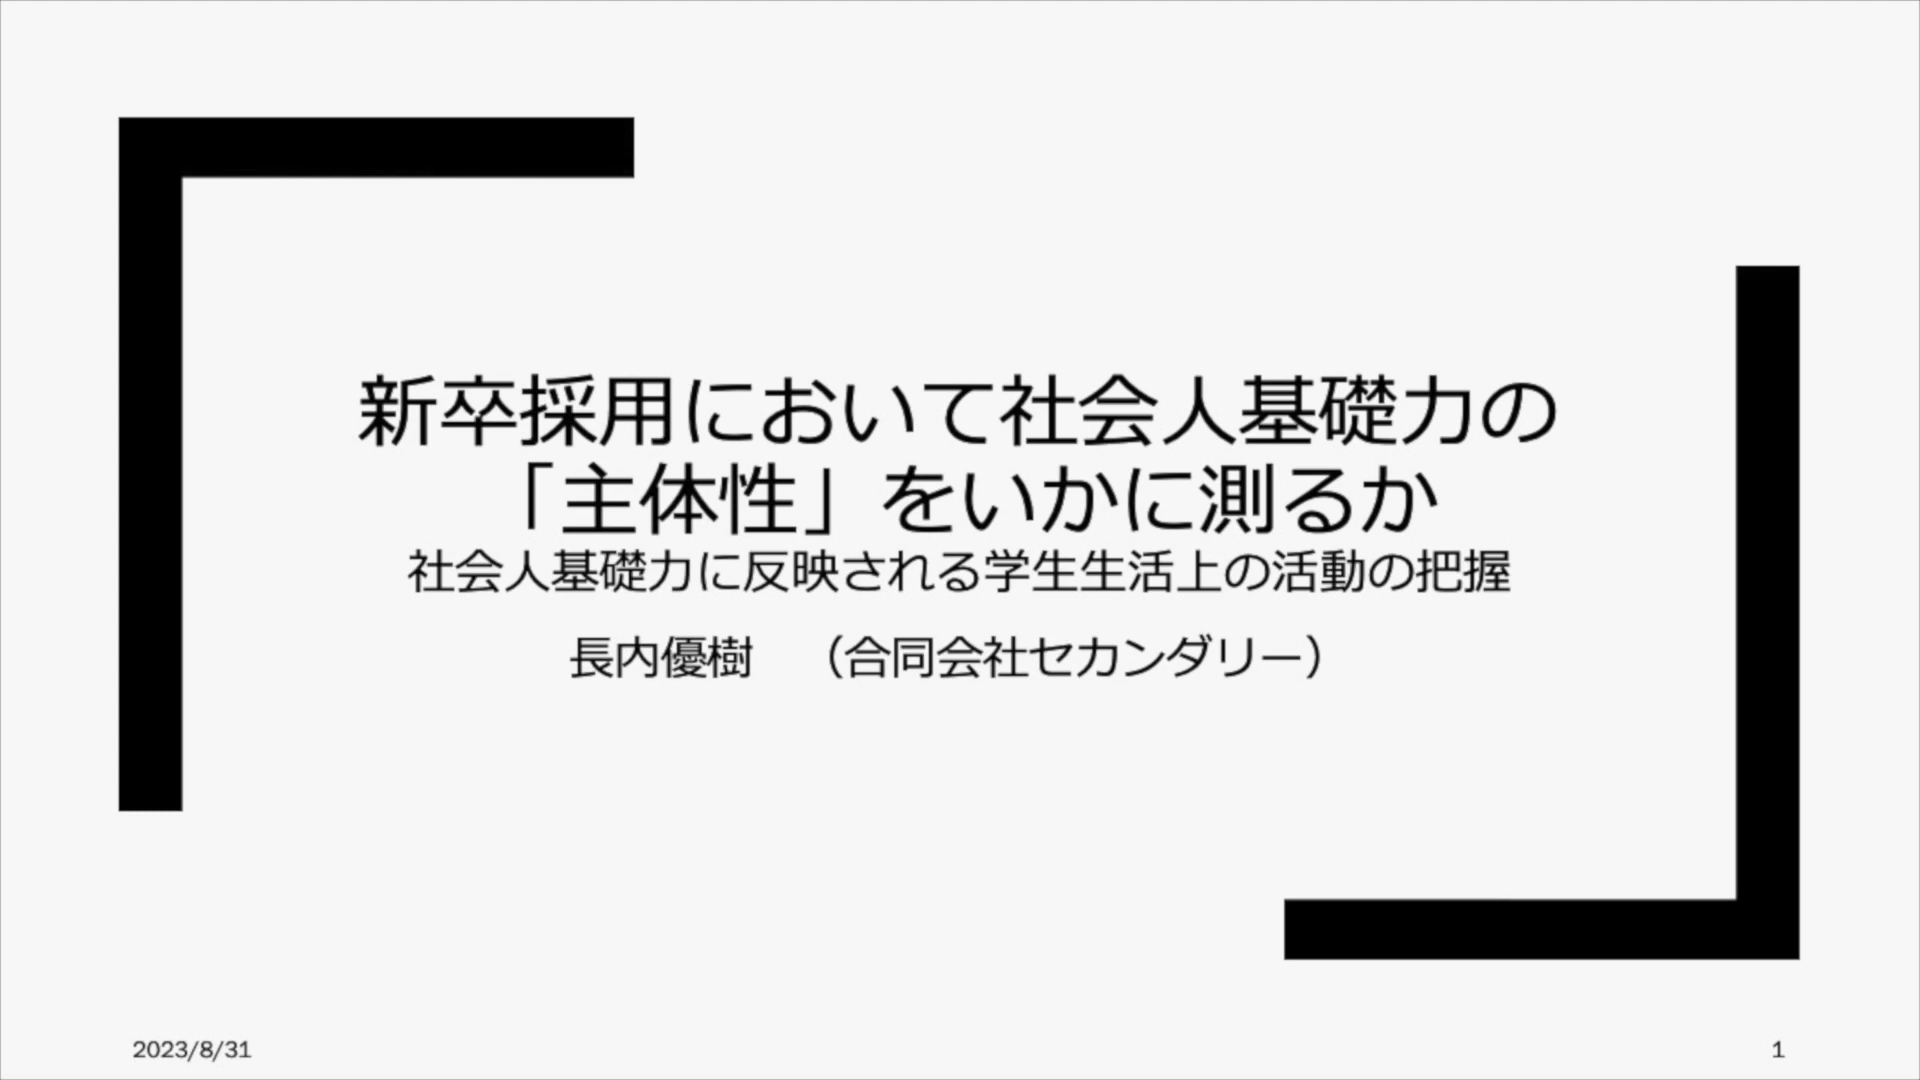 新卒採用において社会人基礎力の
「主体性」をいかに測るか
社会人基礎力に反映される学生生活上の活動の把握
長内優樹　（合同会社セカンダリー）
2023/8/31
1